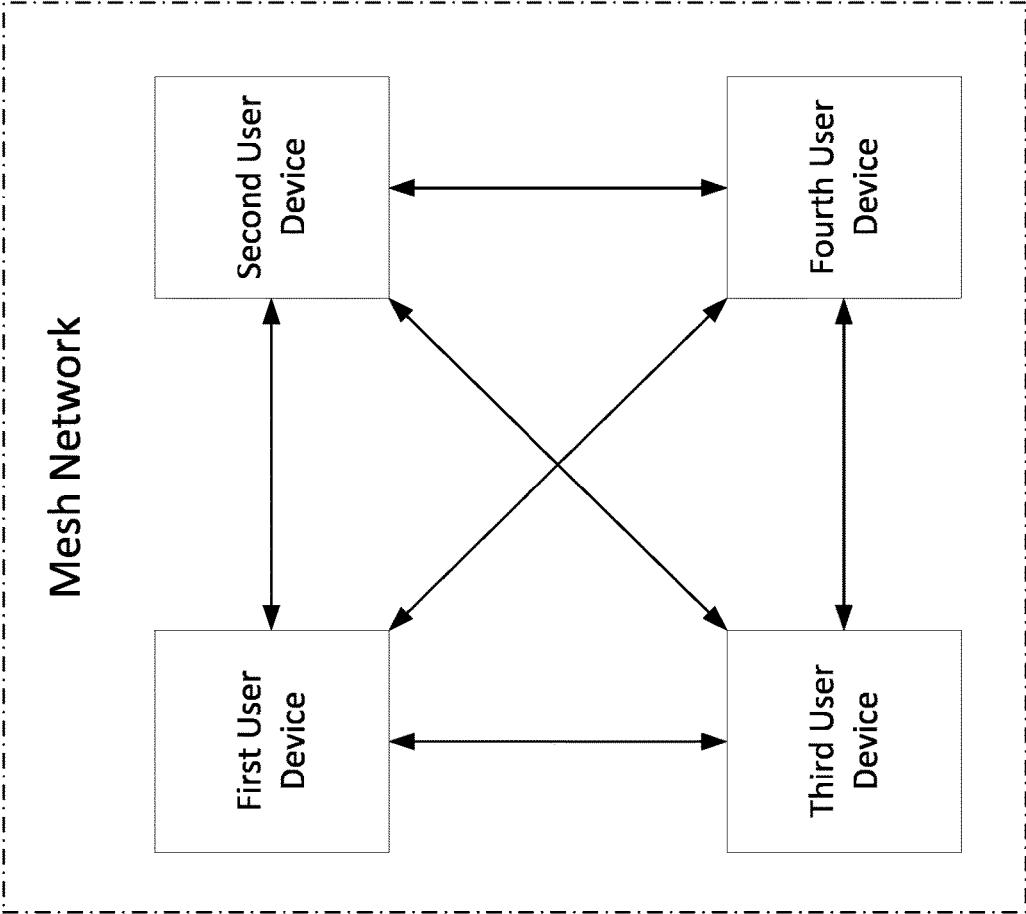 Mesh Network
First User
Device
Second User
Device
Third User
Device
Fourth User
Device